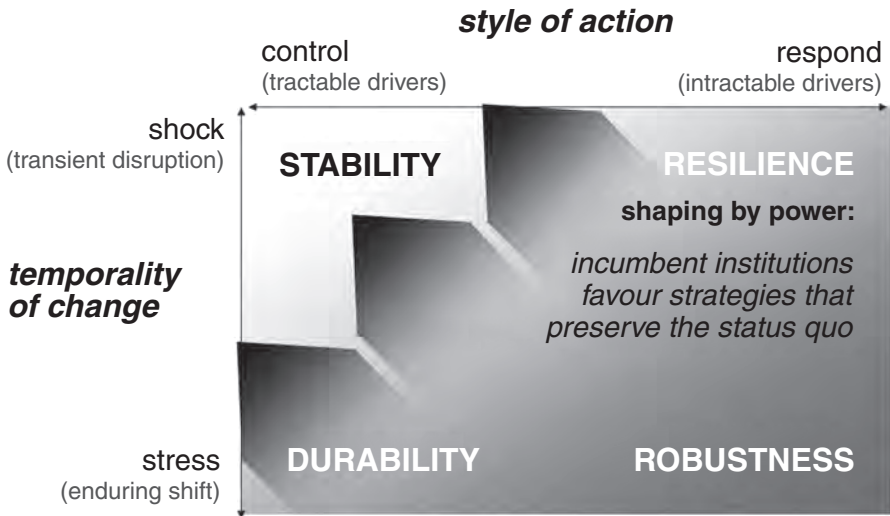 style of action
control
(tractable drivers)
respond
(intractable drivers)
shock
(transient disruption)
STABILITY
RESILIENCE
shaping by power:
temporality
of change
incumbent institutions
favour strategies that
preserve the status quo
stress
(enduring shift)
DURABILITY
ROBUSTNESS